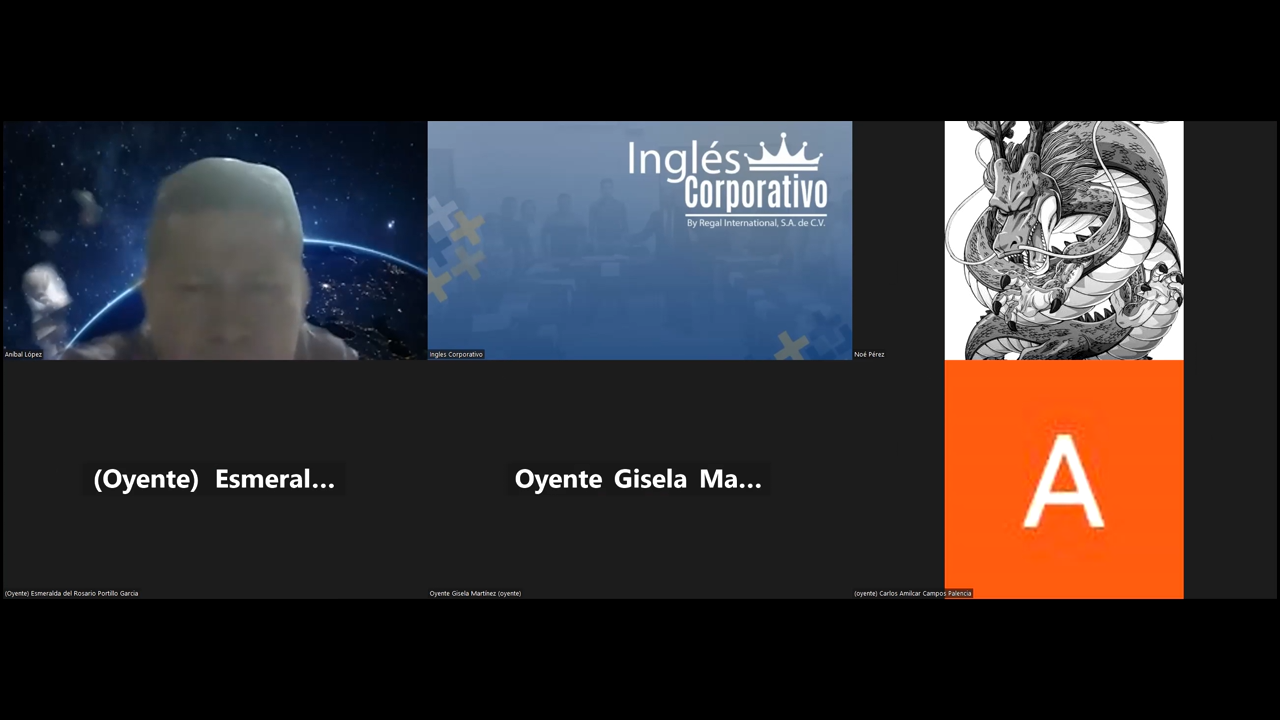 Inglés
Corporativo
By Regal International, S.A. de C.V.
Aníbal López
Ingles Corporativo
Noé Pérez
(Oyente) Esmeral...
Oyente Gisela Ma...
A
(Oyente) Esmeralda del Rosario Portillo Garcia
Oyente Gisela Martínez (oyente)
(oyente) Carlos Amilcar Campos Palencia